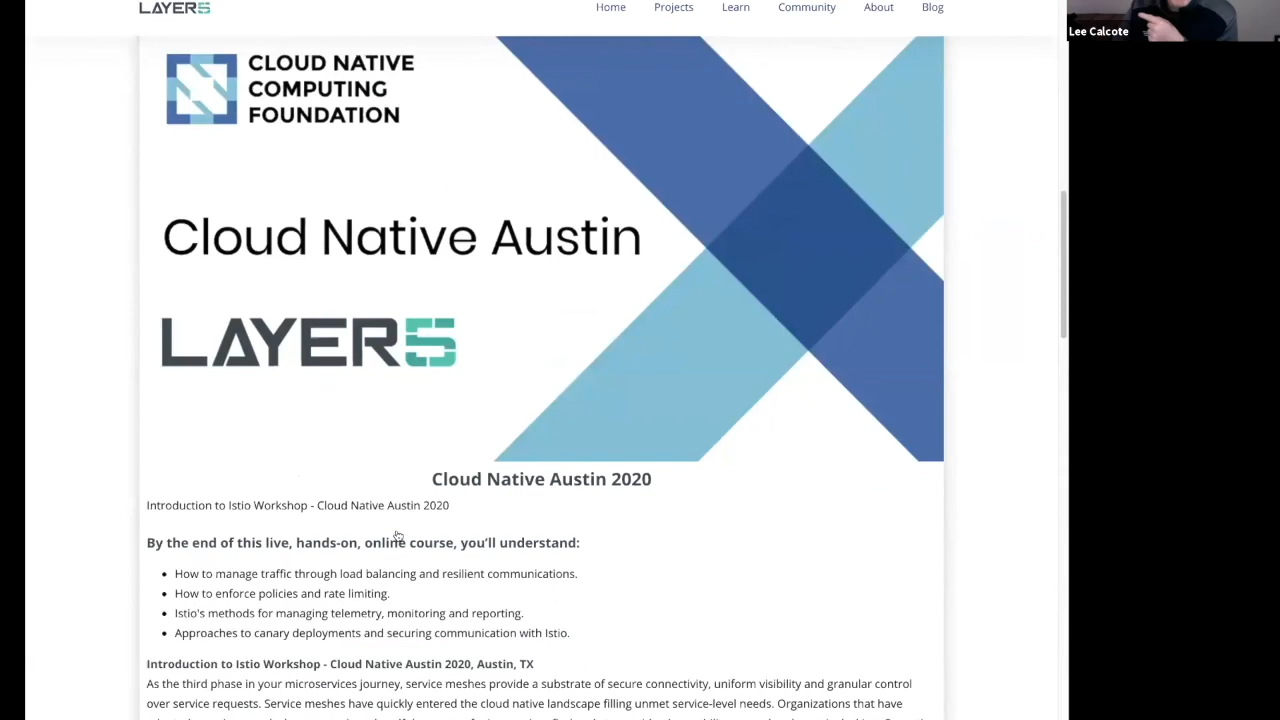 LAYER5
Home Projects Learn Community About Blog
Lee Calcote
CLOUD NATIVE
COMPUTING
FOUNDATION
Cloud Native Austin
LAYER5
Cloud Native Austin 2020
Introduction to Istio Workshop - Cloud Native Austin 2020
By the end of this live, hands-on, online course, you'll understand:
• How to manage traffic through load balancing and resilient communications.
• How to enforce policies and rate limiting.
• Istio's methods for managing telemetry, monitoring and reporting.
• Approaches to canary deployments and securing communication with Istio.
Introduction to Istio Workshop - Cloud Native Austin 2020, Austin, TX
As the third phase in your microservices journey, service meshes provide a substrate of secure connectivity, uniform visibility and granular control
over service requests. Service meshes have quickly entered the cloud native landscape filling unmet service-level needs. Organizations that have